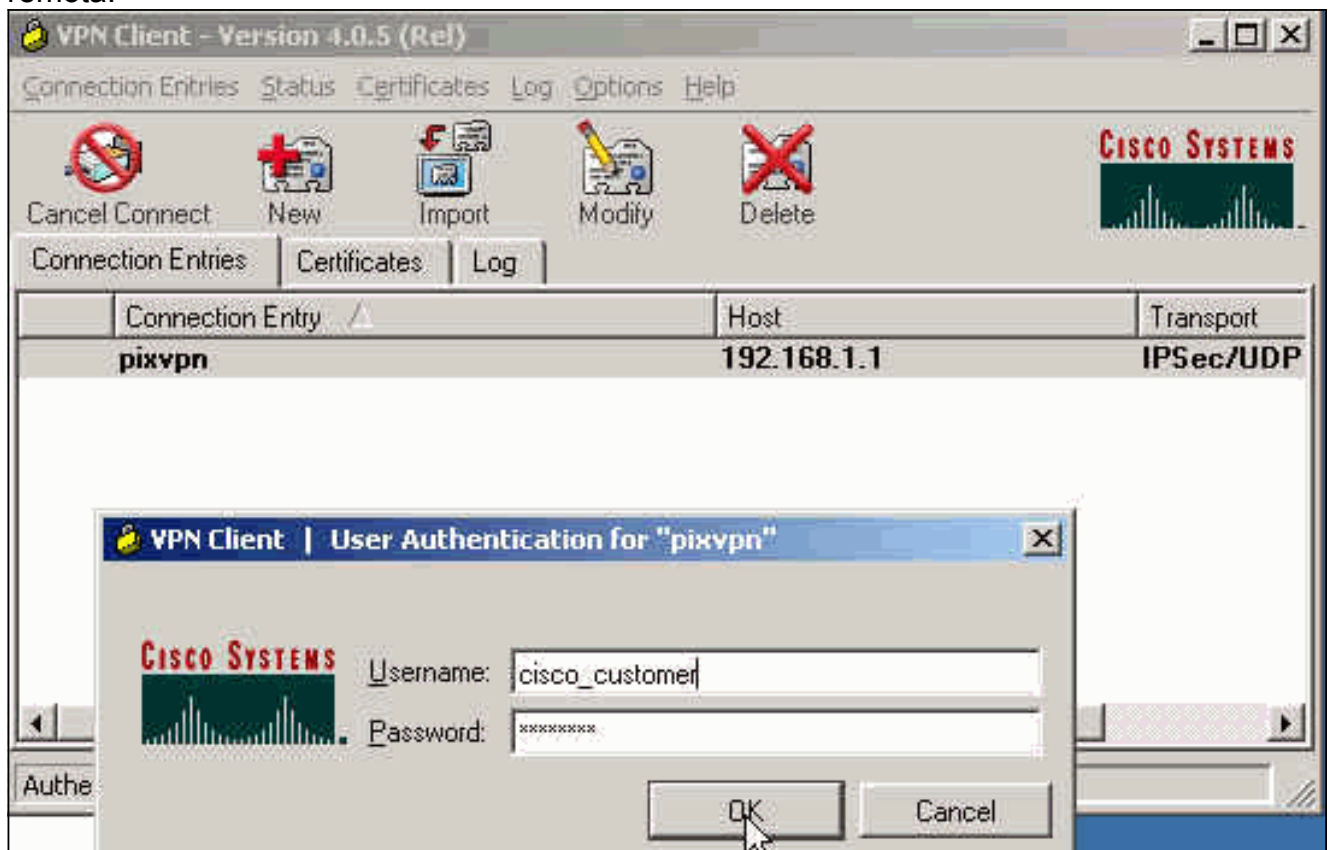 remota.
VPN Client - Version 4.0.5 (Rel)
Connection Entries Status Certificates Log Options Help
CISCO SYSTEMS
Cancel Connect New Import Modify Delete
Connection Entries Certificates Log
Connection Entry Host Transport
pixvpn 192.168.1.1 IPSec/UDP
VPN Client | User Authentication for "pixvpn"
CISCO SYSTEMS
Username: cisco_customer
Password: ********
Authe
OK Cancel